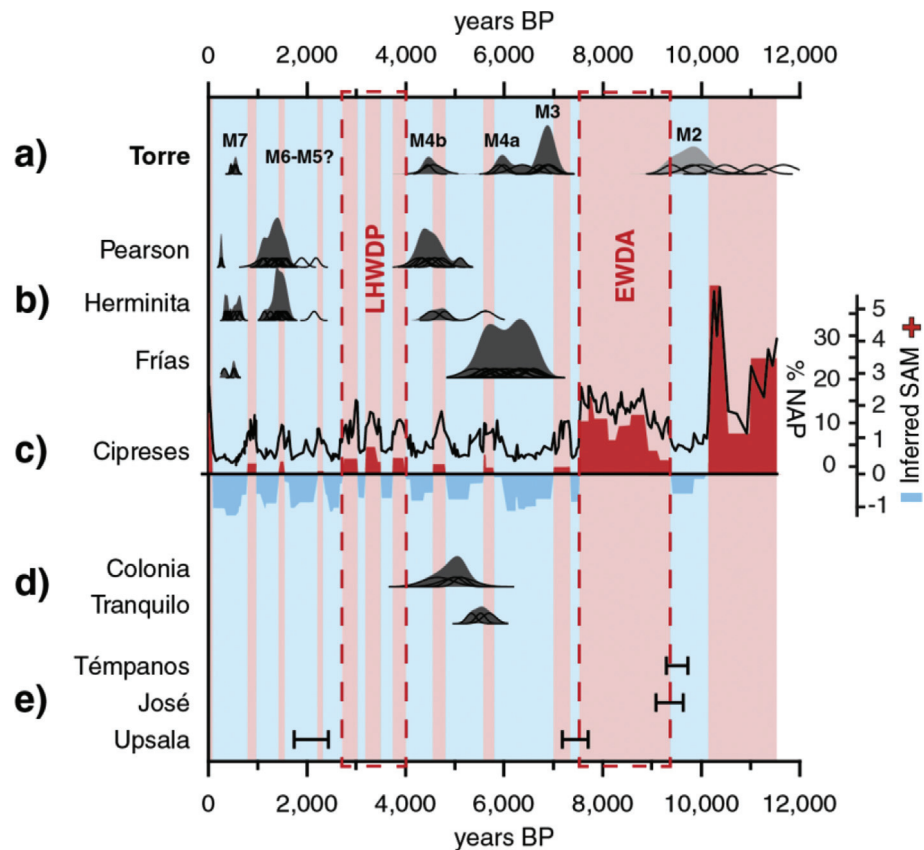 years BP
0 2,000 4,000 6,000 8,000 10,000 12,000
a) Torre M7 M6-M5? M4b M4a M3 M2
Pearson
b) Herminita
Frías
LHWDP
EWDA
c) Cipreses
30
20
10
0
% NAP
5
4
3
2
1
0
-1
Inferred SAM +
d) Colonia
Tranquilo
Témpanos
e) José
Upsala
0 2,000 4,000 6,000 8,000 10,000 12,000
years BP